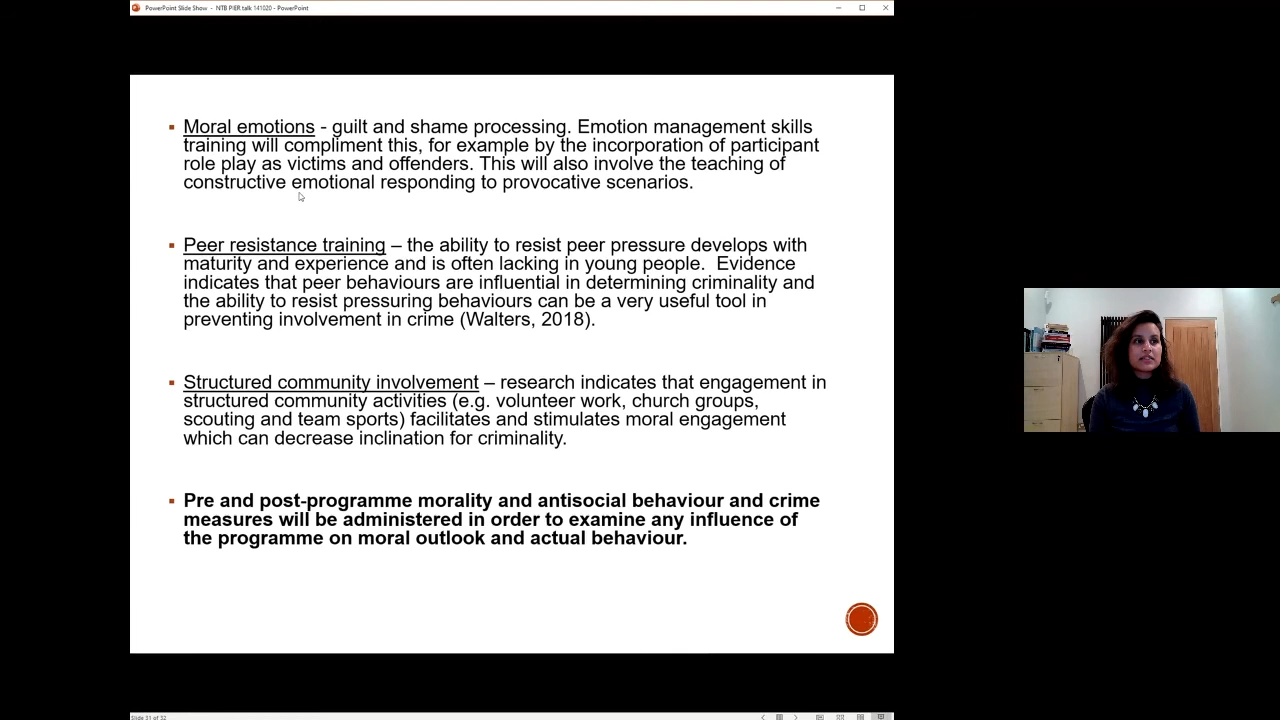 PowerPoint Slide Show - NTB PIER talk 141020 - PowerPoint
Moral emotions - guilt and shame processing. Emotion management skills
training will compliment this, for example by the incorporation of participant
role play as victims and offenders. This will also involve the teaching of
constructive emotional responding to provocative scenarios.
Peer resistance training – the ability to resist peer pressure develops with
maturity and experience and is often lacking in young people.  Evidence
indicates that peer behaviours are influential in determining criminality and
the ability to resist pressuring behaviours can be a very useful tool in
preventing involvement in crime (Walters, 2018).
Structured community involvement – research indicates that engagement in
structured community activities (e.g. volunteer work, church groups,
scouting and team sports) facilitates and stimulates moral engagement
which can decrease inclination for criminality.
Pre and post-programme morality and antisocial behaviour and crime
measures will be administered in order to examine any influence of
the programme on moral outlook and actual behaviour.
Slide 31 of 32